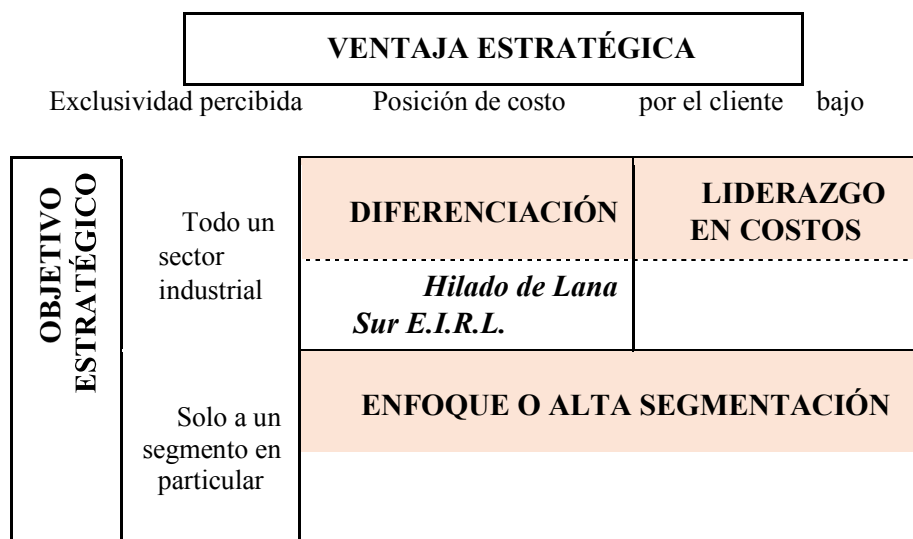 VENTAJA ESTRATÉGICA
Exclusividad percibida Posición de costo por el cliente bajo
OBJETIVO
ESTRATÉGICO
Todo un
sector
industrial
DIFERENCIACIÓN
LIDERAZGO
EN COSTOS
Hilado de Lana
Sur E.I.R.L.
Solo a un
segmento en
particular
ENFOQUE O ALTA SEGMENTACIÓN